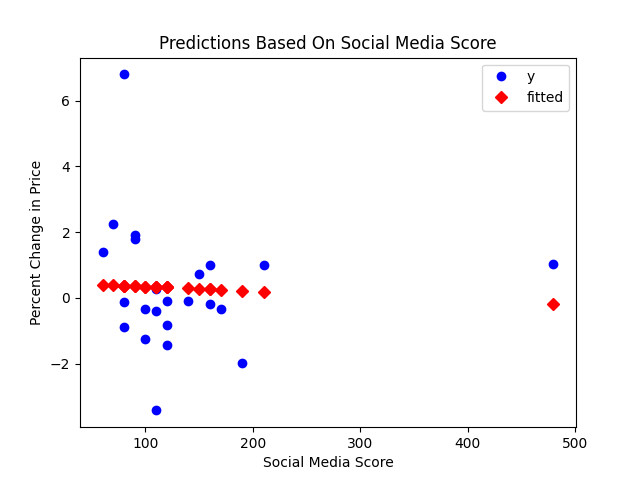 Predictions Based On Social Media Score
y
fitted
Percent Change in Price
6
4
2
0
−2
100
200
300
400
500
Social Media Score